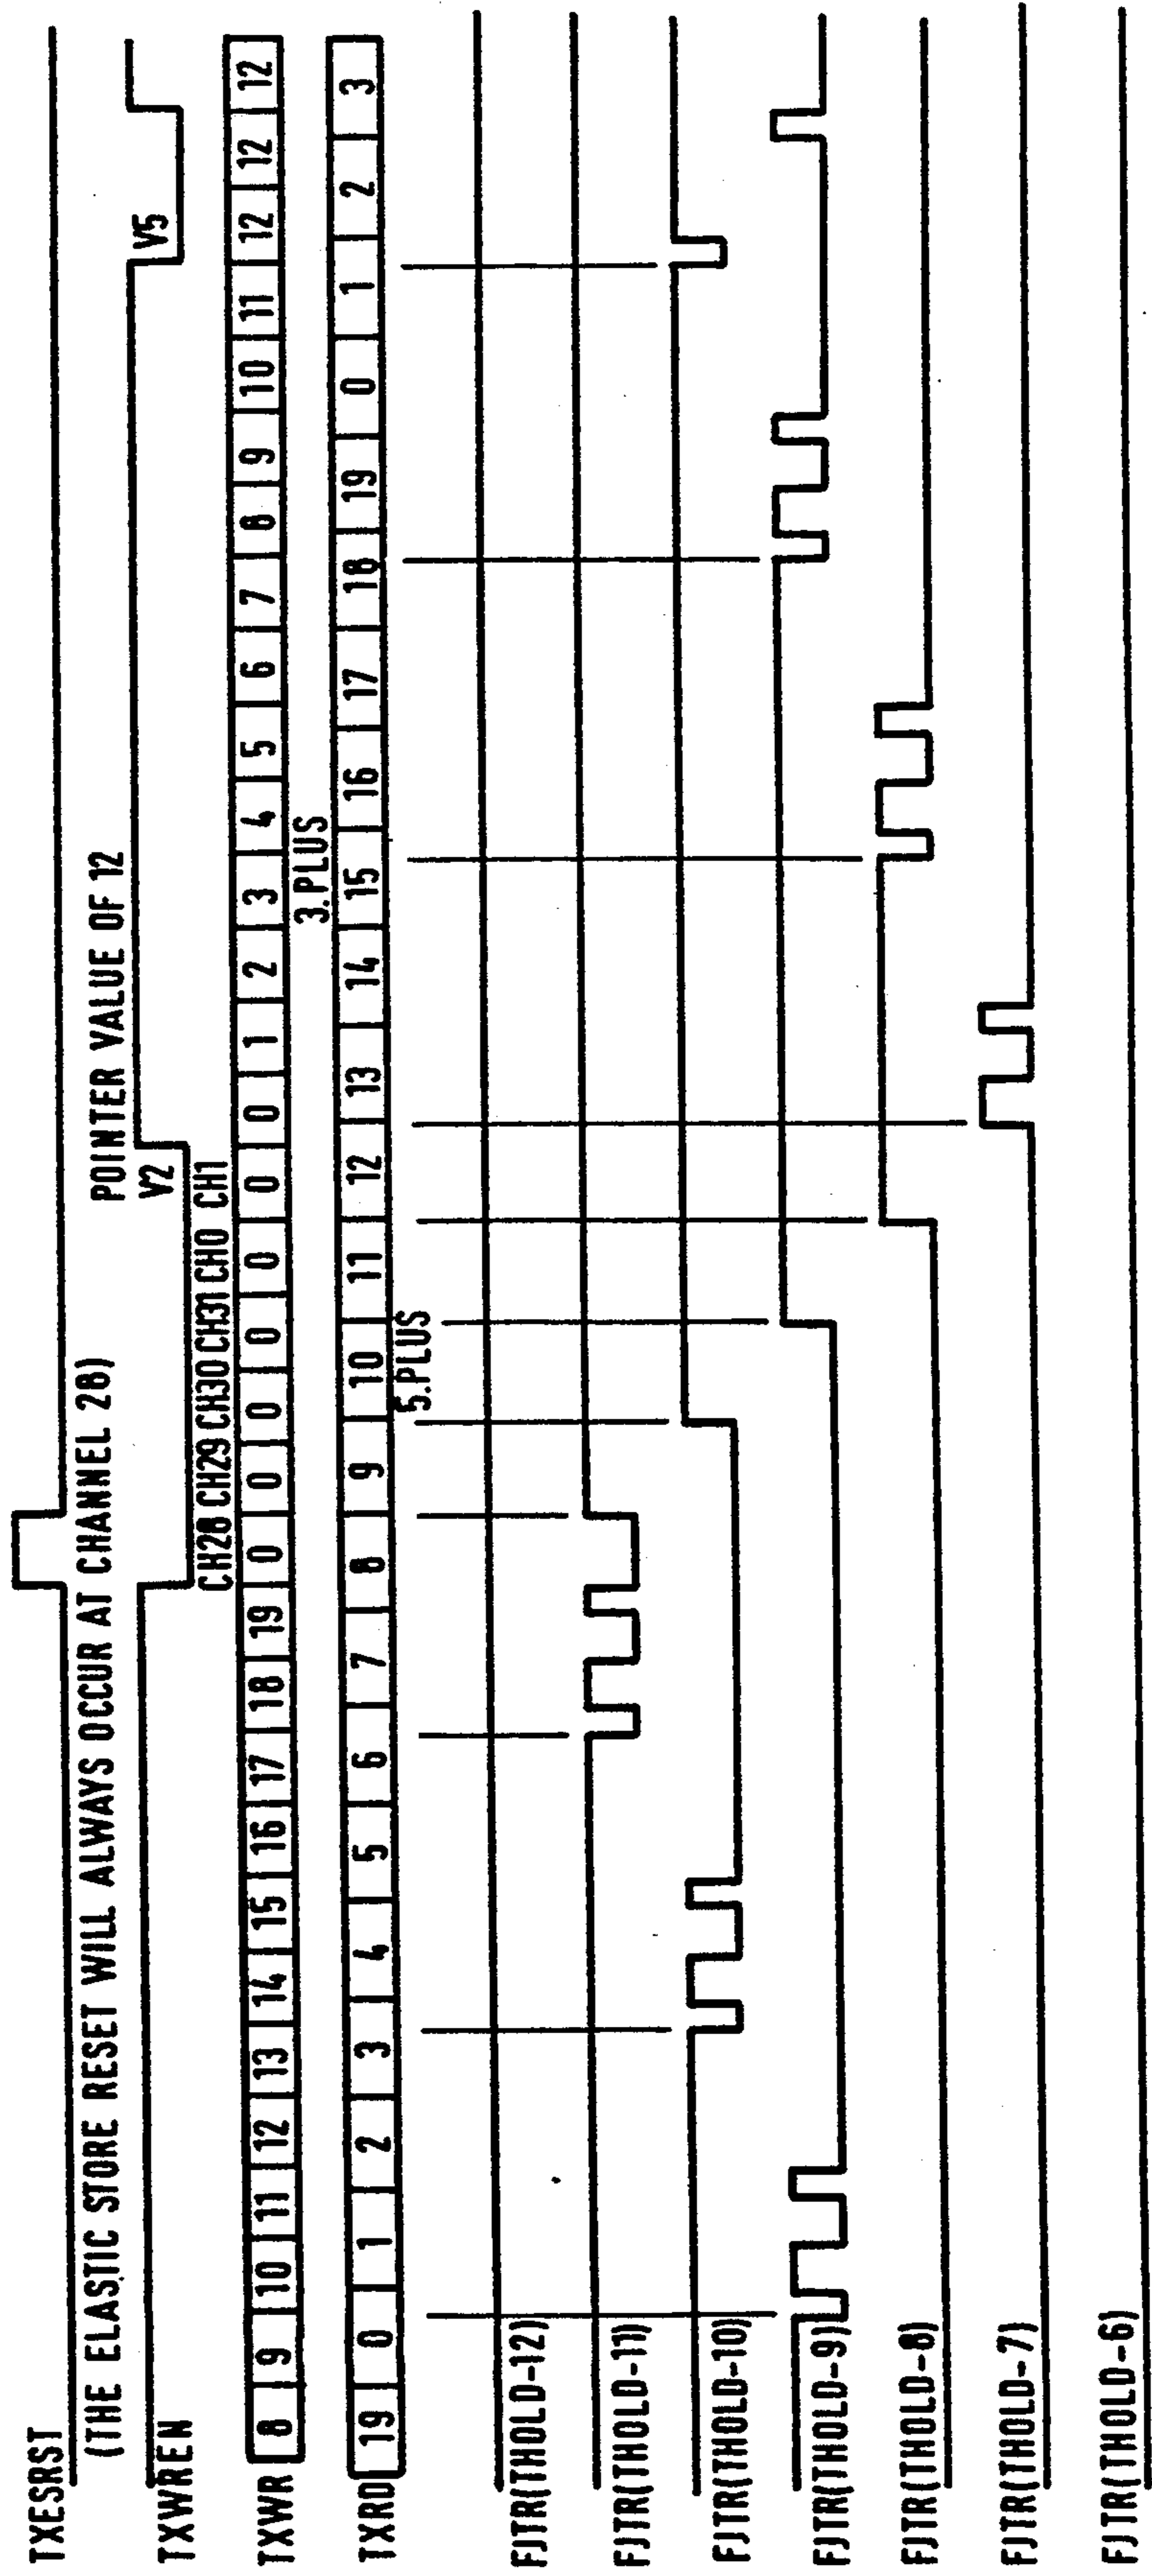 TXESRST
(THE ELASTIC STORE RESET WILL ALWAYS OCCUR AT CHANNEL 28)
POINTER VALUE OF 12
TXWREN
V2
V5
CH28 CH29 CH30 CH31 CH0 CH1
TXWR 8 9 10 11 12 13 14 15 16 17 18 19 0 0 0 0 0 0 0 1 2 3 4 5 6 7 8 9 10 11 12 12 12
3.PLUS
TXRD 19 0 1 2 3 4 5 6 7 8 9 10 11 12 13 14 15 16 17 18 19 0 1 2 3
5.PLUS
FJTR(THOLD-12)
FJTR(THOLD-11)
FJTR(THOLD-10)
FJTR(THOLD-9)
FJTR(THOLD-8)
FJTR(THOLD-7)
FJTR(THOLD-6)